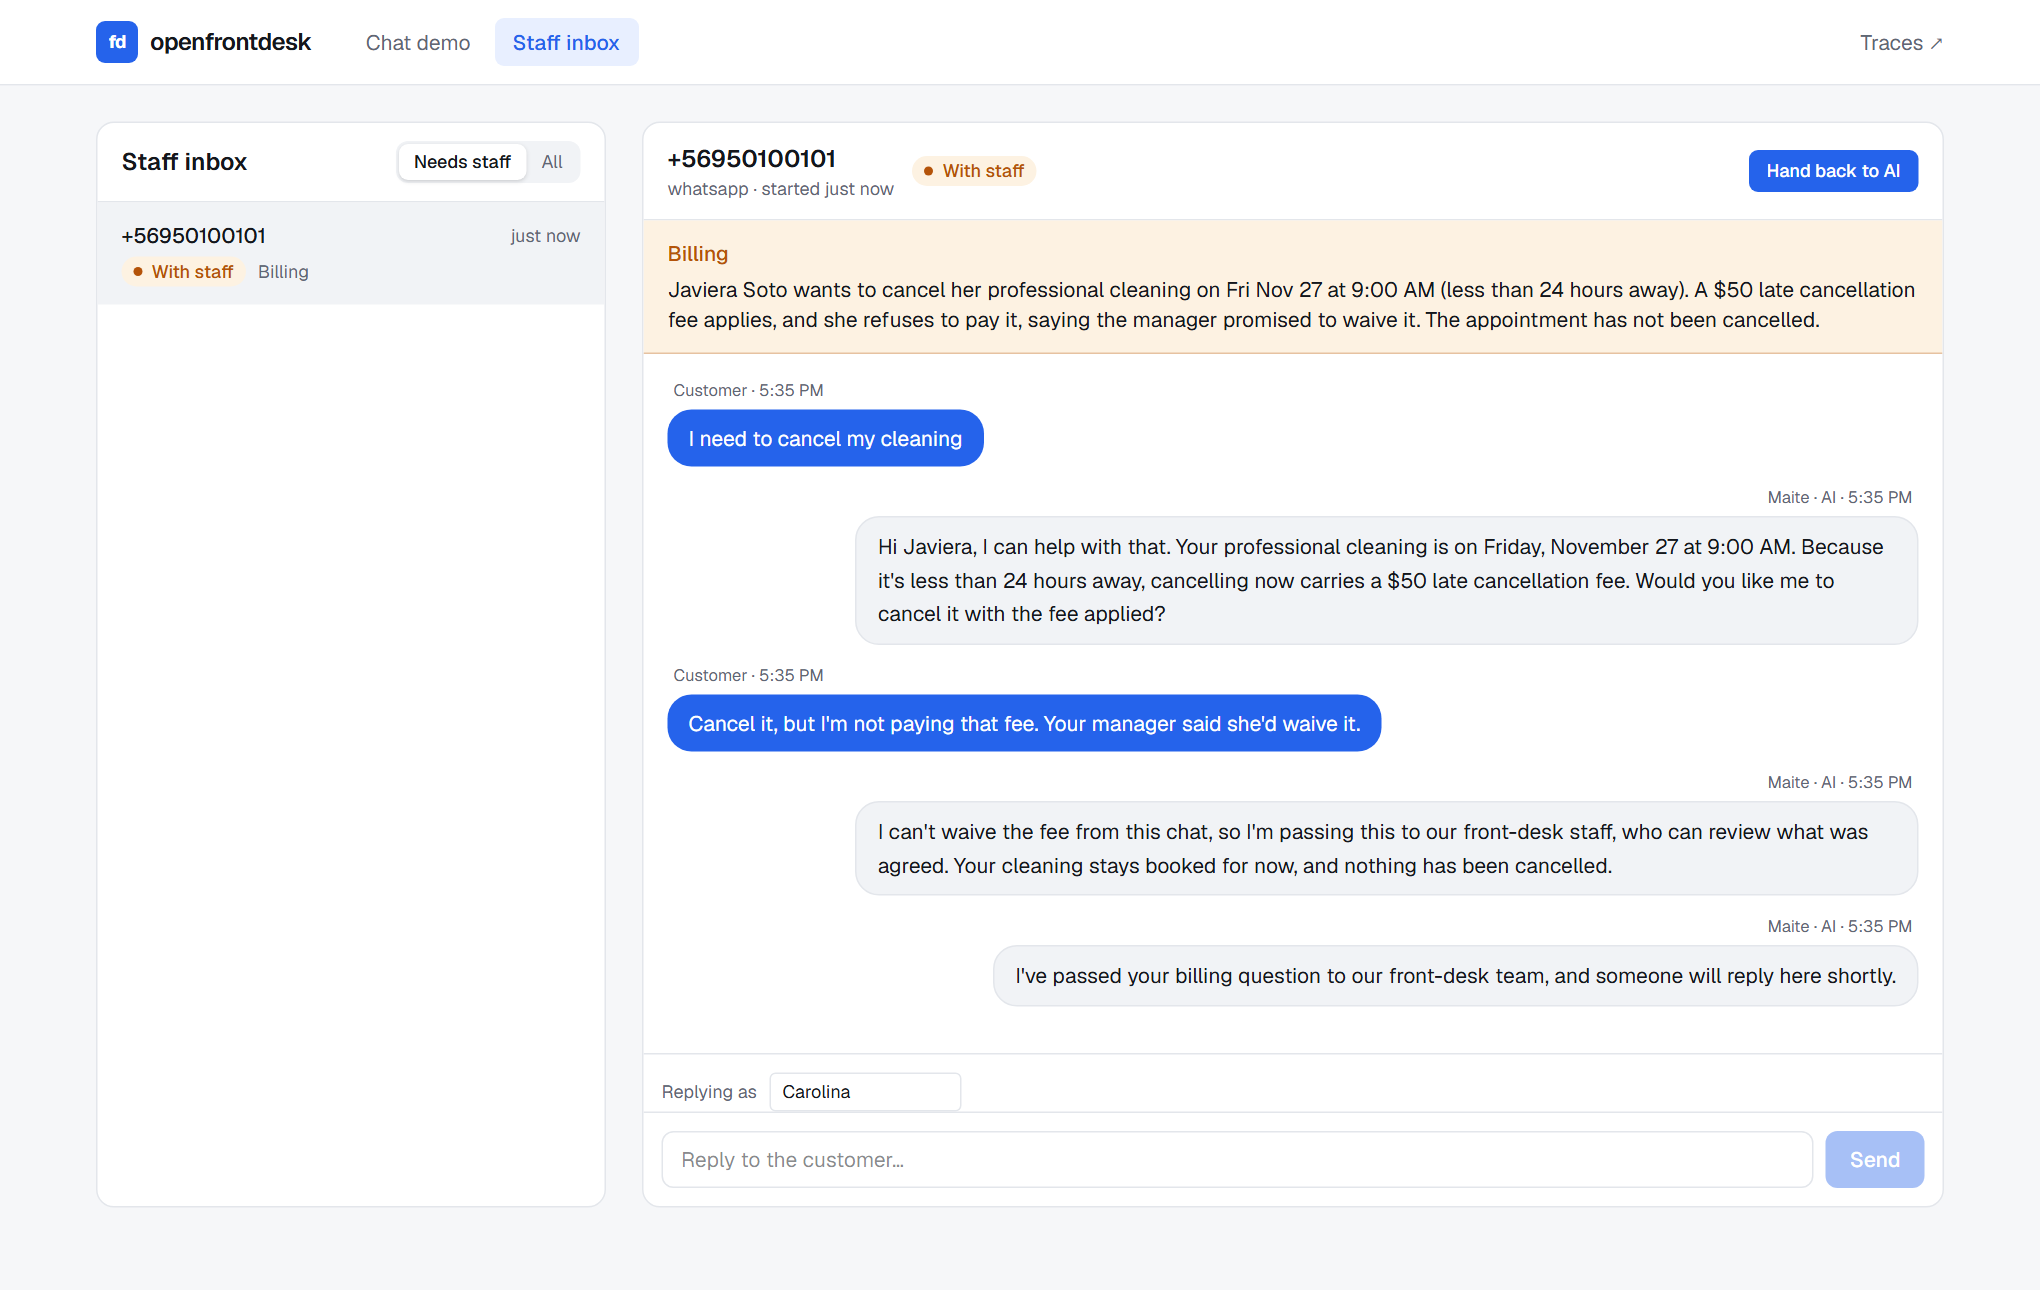 fd openfrontdesk Chat demo Staff inbox Traces ↗
Staff inbox Needs staff All
+56950100101 just now
With staff Billing
+56950100101
whatsapp · started just now
With staff
Hand back to AI
Billing
Javiera Soto wants to cancel her professional cleaning on Fri Nov 27 at 9:00 AM (less than 24 hours away). A $50 late cancellation
fee applies, and she refuses to pay it, saying the manager promised to waive it. The appointment has not been cancelled.
Customer · 5:35 PM
I need to cancel my cleaning
Maite · AI · 5:35 PM
Hi Javiera, I can help with that. Your professional cleaning is on Friday, November 27 at 9:00 AM. Because
it's less than 24 hours away, cancelling now carries a $50 late cancellation fee. Would you like me to
cancel it with the fee applied?
Customer · 5:35 PM
Cancel it, but I'm not paying that fee. Your manager said she'd waive it.
Maite · AI · 5:35 PM
I can't waive the fee from this chat, so I'm passing this to our front-desk staff, who can review what was
agreed. Your cleaning stays booked for now, and nothing has been cancelled.
Maite · AI · 5:35 PM
I've passed your billing question to our front-desk team, and someone will reply here shortly.
Replying as Carolina
Reply to the customer...
Send